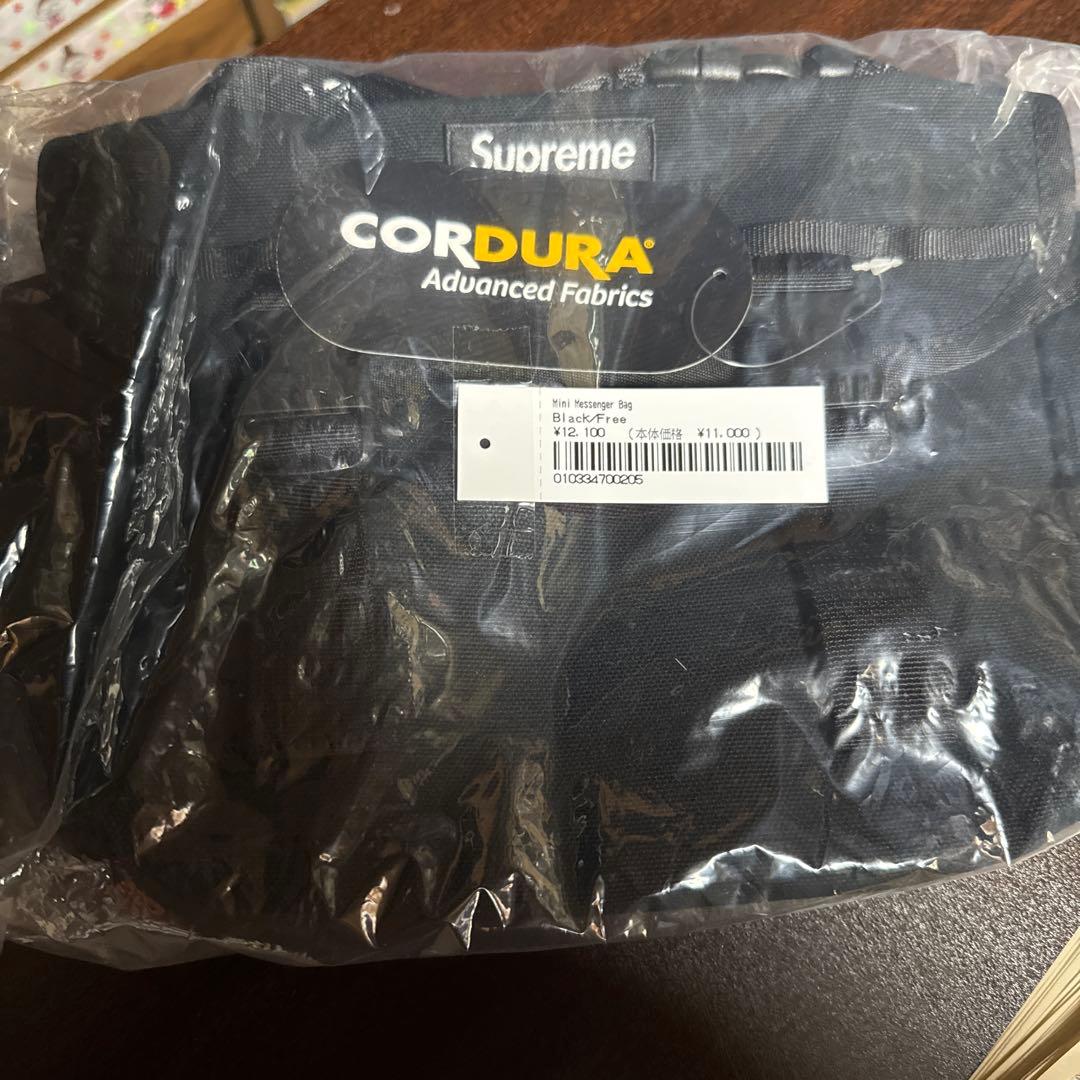 Supreme
CORDURA®
Advanced Fabrics
Mini Messenger Bag
Black/Free
¥12,100 (本体価格 ¥11,000)
010334700205